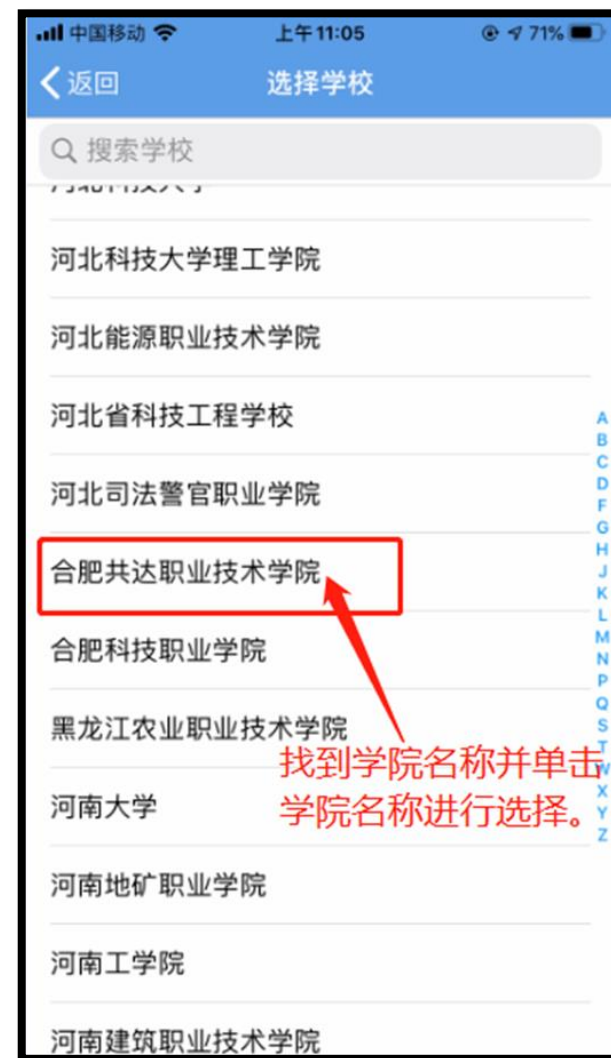 中国移动 上午11:05 71%
返回 选择学校
搜索学校
河北科技大学
河北科技大学理工学院
河北能源职业技术学院
河北省科技工程学校
河北司法警官职业学院
合肥共达职业技术学院
合肥科技职业学院
黑龙江农业职业技术学院
找到学院名称并单击
河南大学
学院名称进行选择。
河南地矿职业学院
河南工学院
河南建筑职业技术学院
A
B
C
D
F
G
H
J
K
L
M
N
P
Q
S
T
W
X
Y
Z